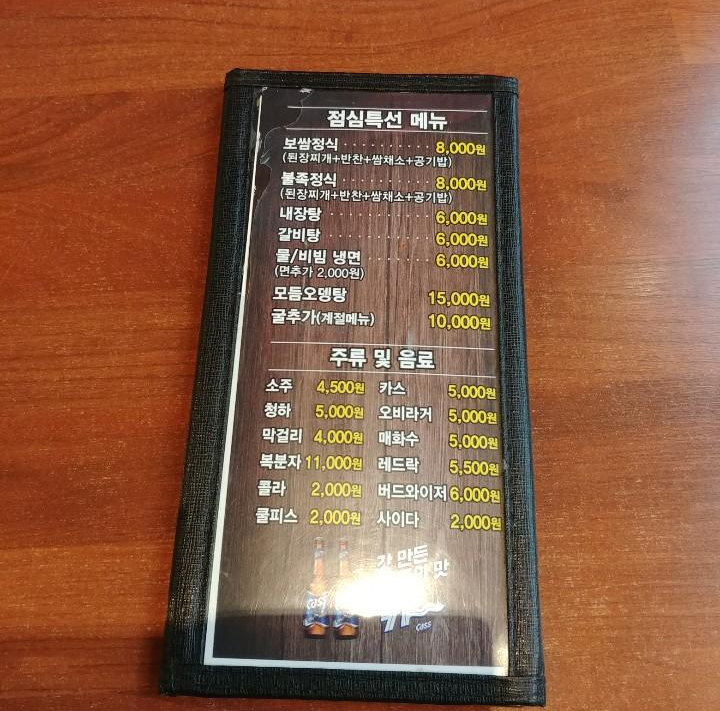 점심특선 메뉴
보쌈정식 8,000원
(된장찌개+반찬+쌈채소+공기밥)
불족정식 8,000원
(된장찌개+반찬+쌈채소+공기밥)
내장탕 6,000원
갈비탕 6,000원
물/비빔 냉면 6,000원
(면추가 2,000원)
모듬오뎅탕 15,000원
굴추가(계절메뉴) 10,000원
주류 및 음료
소주 4,500원 카스 5,000원
청하 5,000원 오비라거 5,000원
막걸리 4,000원 매화수 5,000원
복분자 11,000원 레드락 5,500원
콜라 2,000원 버드와이저 6,000원
쿨피스 2,000원 사이다 2,000원
갓 만든
맛
Cass
cass